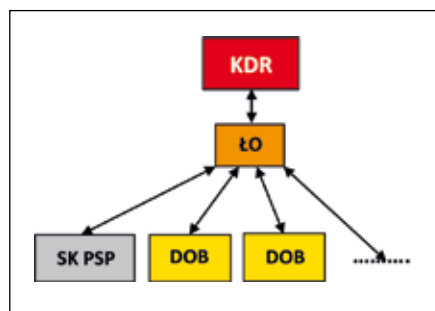 KDR
ŁO
SK PSP
DOB
DOB
..........